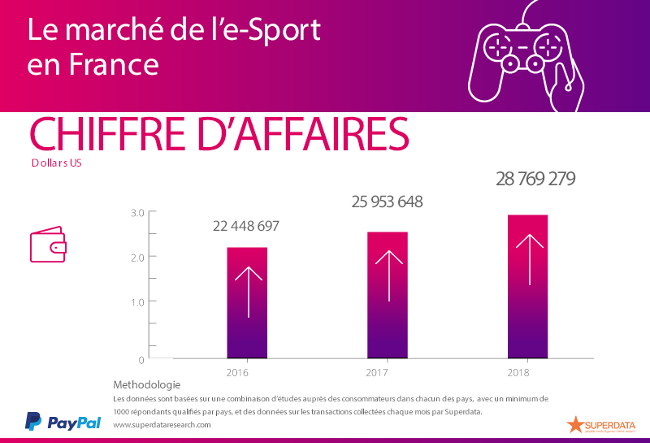 Le marché de l'e-Sport
en France
CHIFFRE D'AFFAIRES
Dollars US
28 769 279
25 953 648
22 448 697
3.0
2.0
1.0
0
2016 2017 2018
Methodologie
Les données sont basées sur une combinaison d'études auprès des consommateurs dans chacun des pays, avec un minimum de
1000 répondants qualifiés par pays, et des données sur les transactions collectées chaque mois par Superdata.
www.superdataresearch.com
PayPal
SUPERDATA